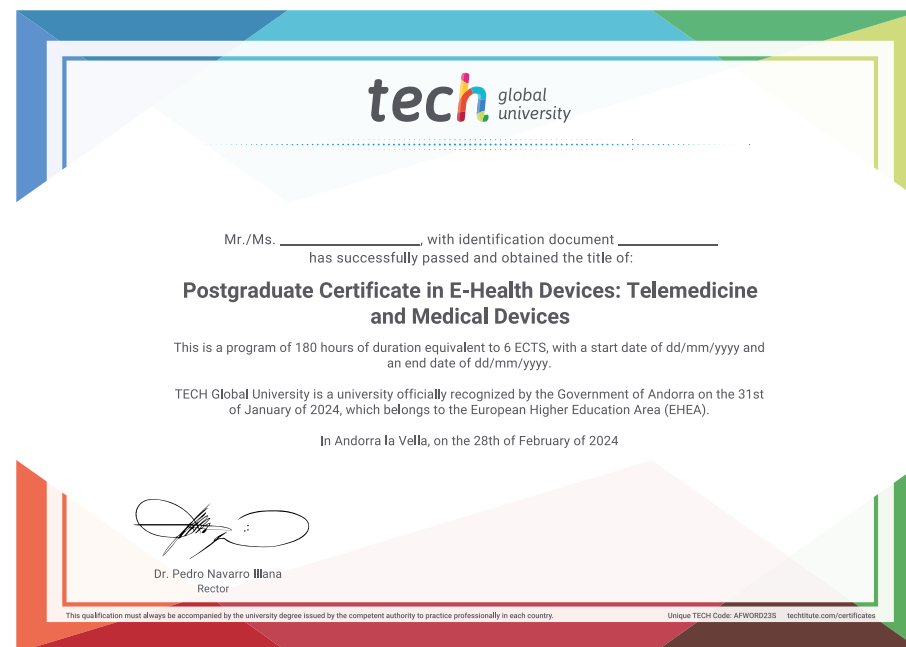 tech global university
Mr./Ms. ____________, with identification document ____________
has successfully passed and obtained the title of:
Postgraduate Certificate in E-Health Devices: Telemedicine
and Medical Devices
This is a program of 180 hours of duration equivalent to 6 ECTS, with a start date of dd/mm/yyyy and
an end date of dd/mm/yyyy.
TECH Global University is a university officially recognized by the Government of Andorra on the 31st
of January of 2024, which belongs to the European Higher Education Area (EHEA).
In Andorra la Vella, on the 28th of February of 2024
Dr. Pedro Navarro Illana
Rector
This qualification must always be accompanied by the university degree issued by the competent authority to practice professionally in each country.
Unique TECH Code: AFWORD23S techtitute.com/certificates